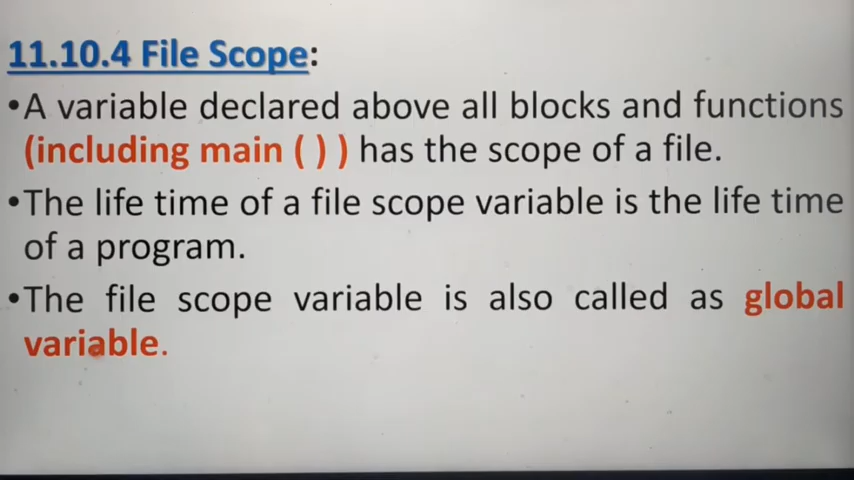 11.10.4 File Scope:
•A variable declared above all blocks and functions
(including main ( ) ) has the scope of a file.
•The life time of a file scope variable is the life time
of a program.
•The file scope variable is also called as global
variable.